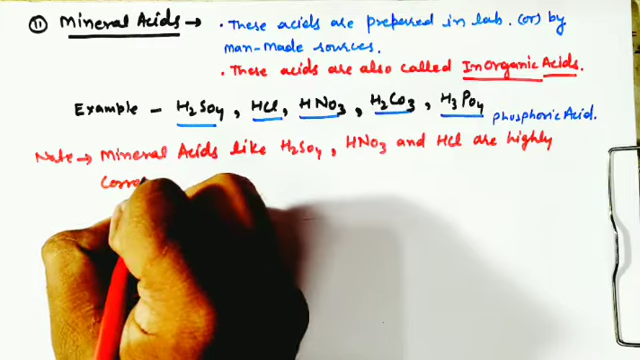 (ii) Mineral Acids → • These acids are prepared in lab. (or) by
man-made sources.
• These acids are also called InOrganic Acids.
Example - H₂SO₄, HCl, HNO₃, H₂CO₃, H₃PO₄
phosphoric Acid.
Note → Mineral Acids like H₂SO₄, HNO₃ and HCl are highly